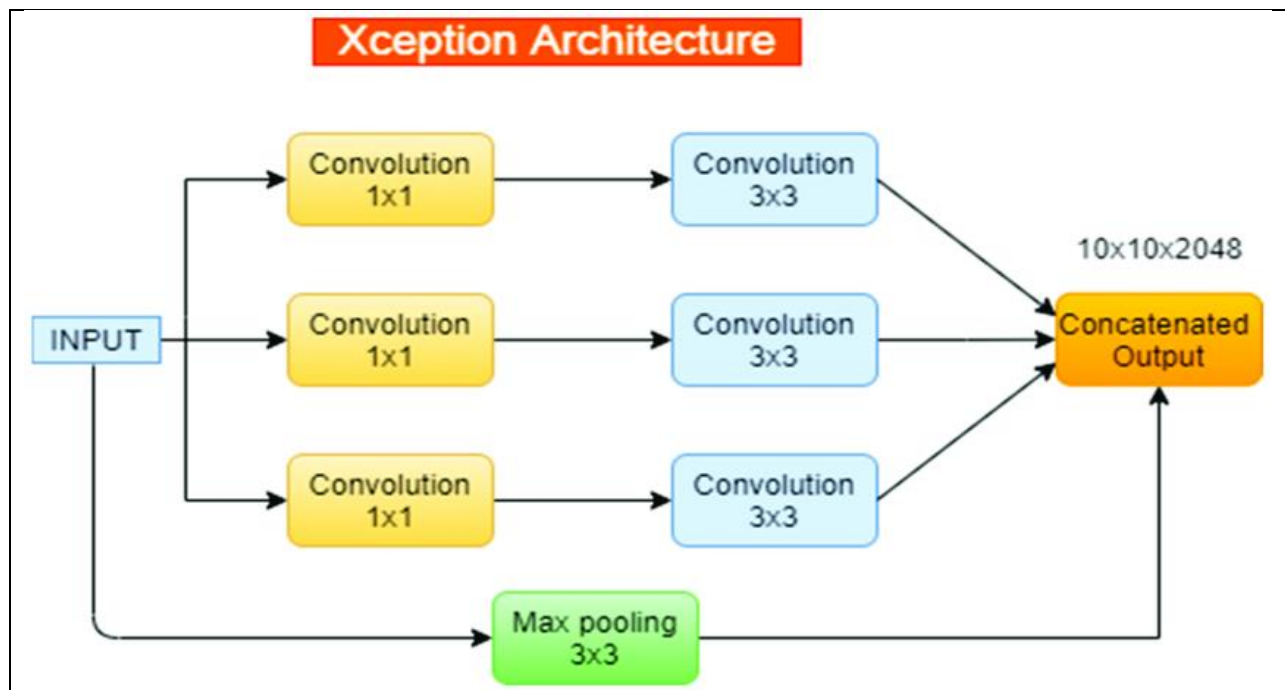 Xception Architecture
Convolution
1x1
Convolution
3x3
10x10x2048
INPUT
Convolution
1x1
Convolution
3x3
Concatenated
Output
Convolution
1x1
Convolution
3x3
Max pooling
3x3